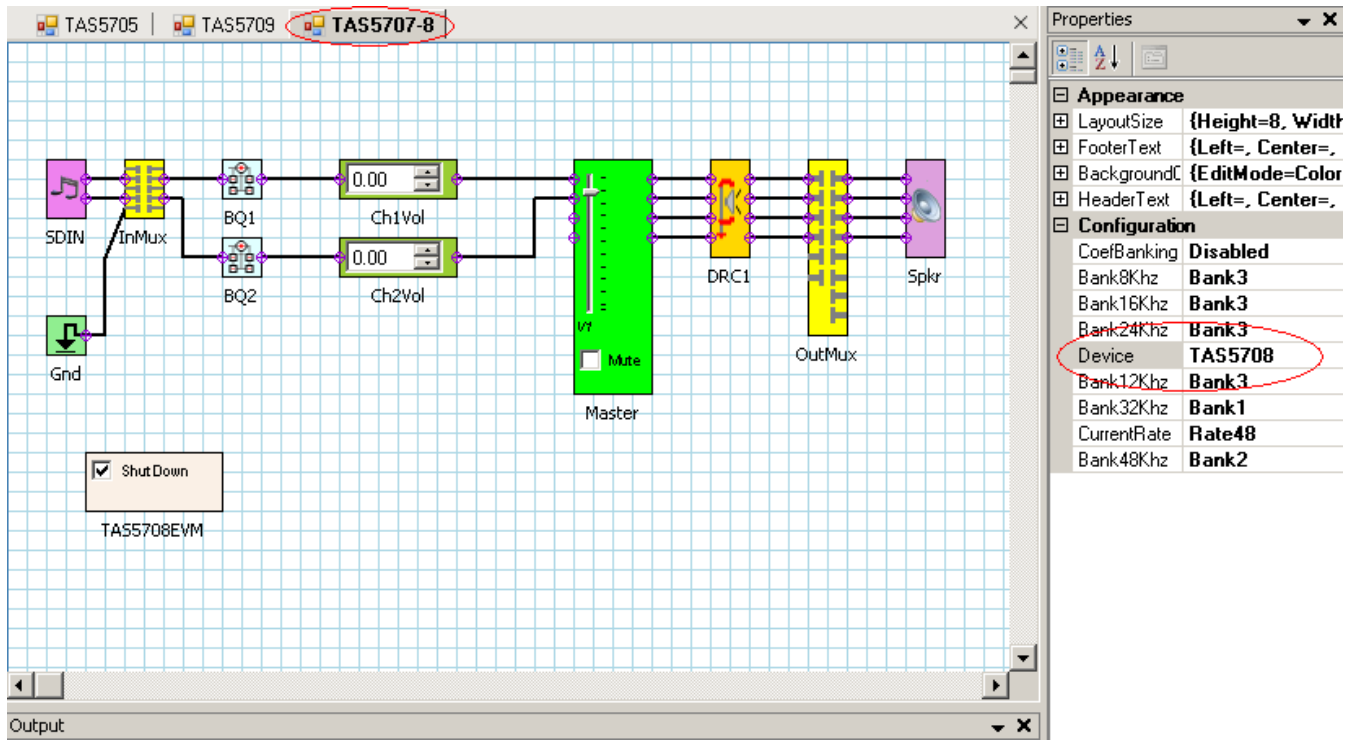 TAS5705
TAS5709
TAS5707-8
Properties
Appearance
LayoutSize {Height=8, Width
FooterText {Left=, Center=,
BackgroundC {EditMode=Color
HeaderText {Left=, Center=,
Configuration
CoefBanking Disabled
Bank8Khz Bank3
Bank16Khz Bank3
Bank24Khz Bank3
Device TAS5708
Bank12Khz Bank3
Bank32Khz Bank1
CurrentRate Rate48
Bank48Khz Bank2
SDIN
InMux
BQ1
0.00
Ch1Vol
BQ2
0.00
Ch2Vol
Gnd
Mute
Master
DRC1
OutMux
Spkr
ShutDown
TAS5708EVM
Output